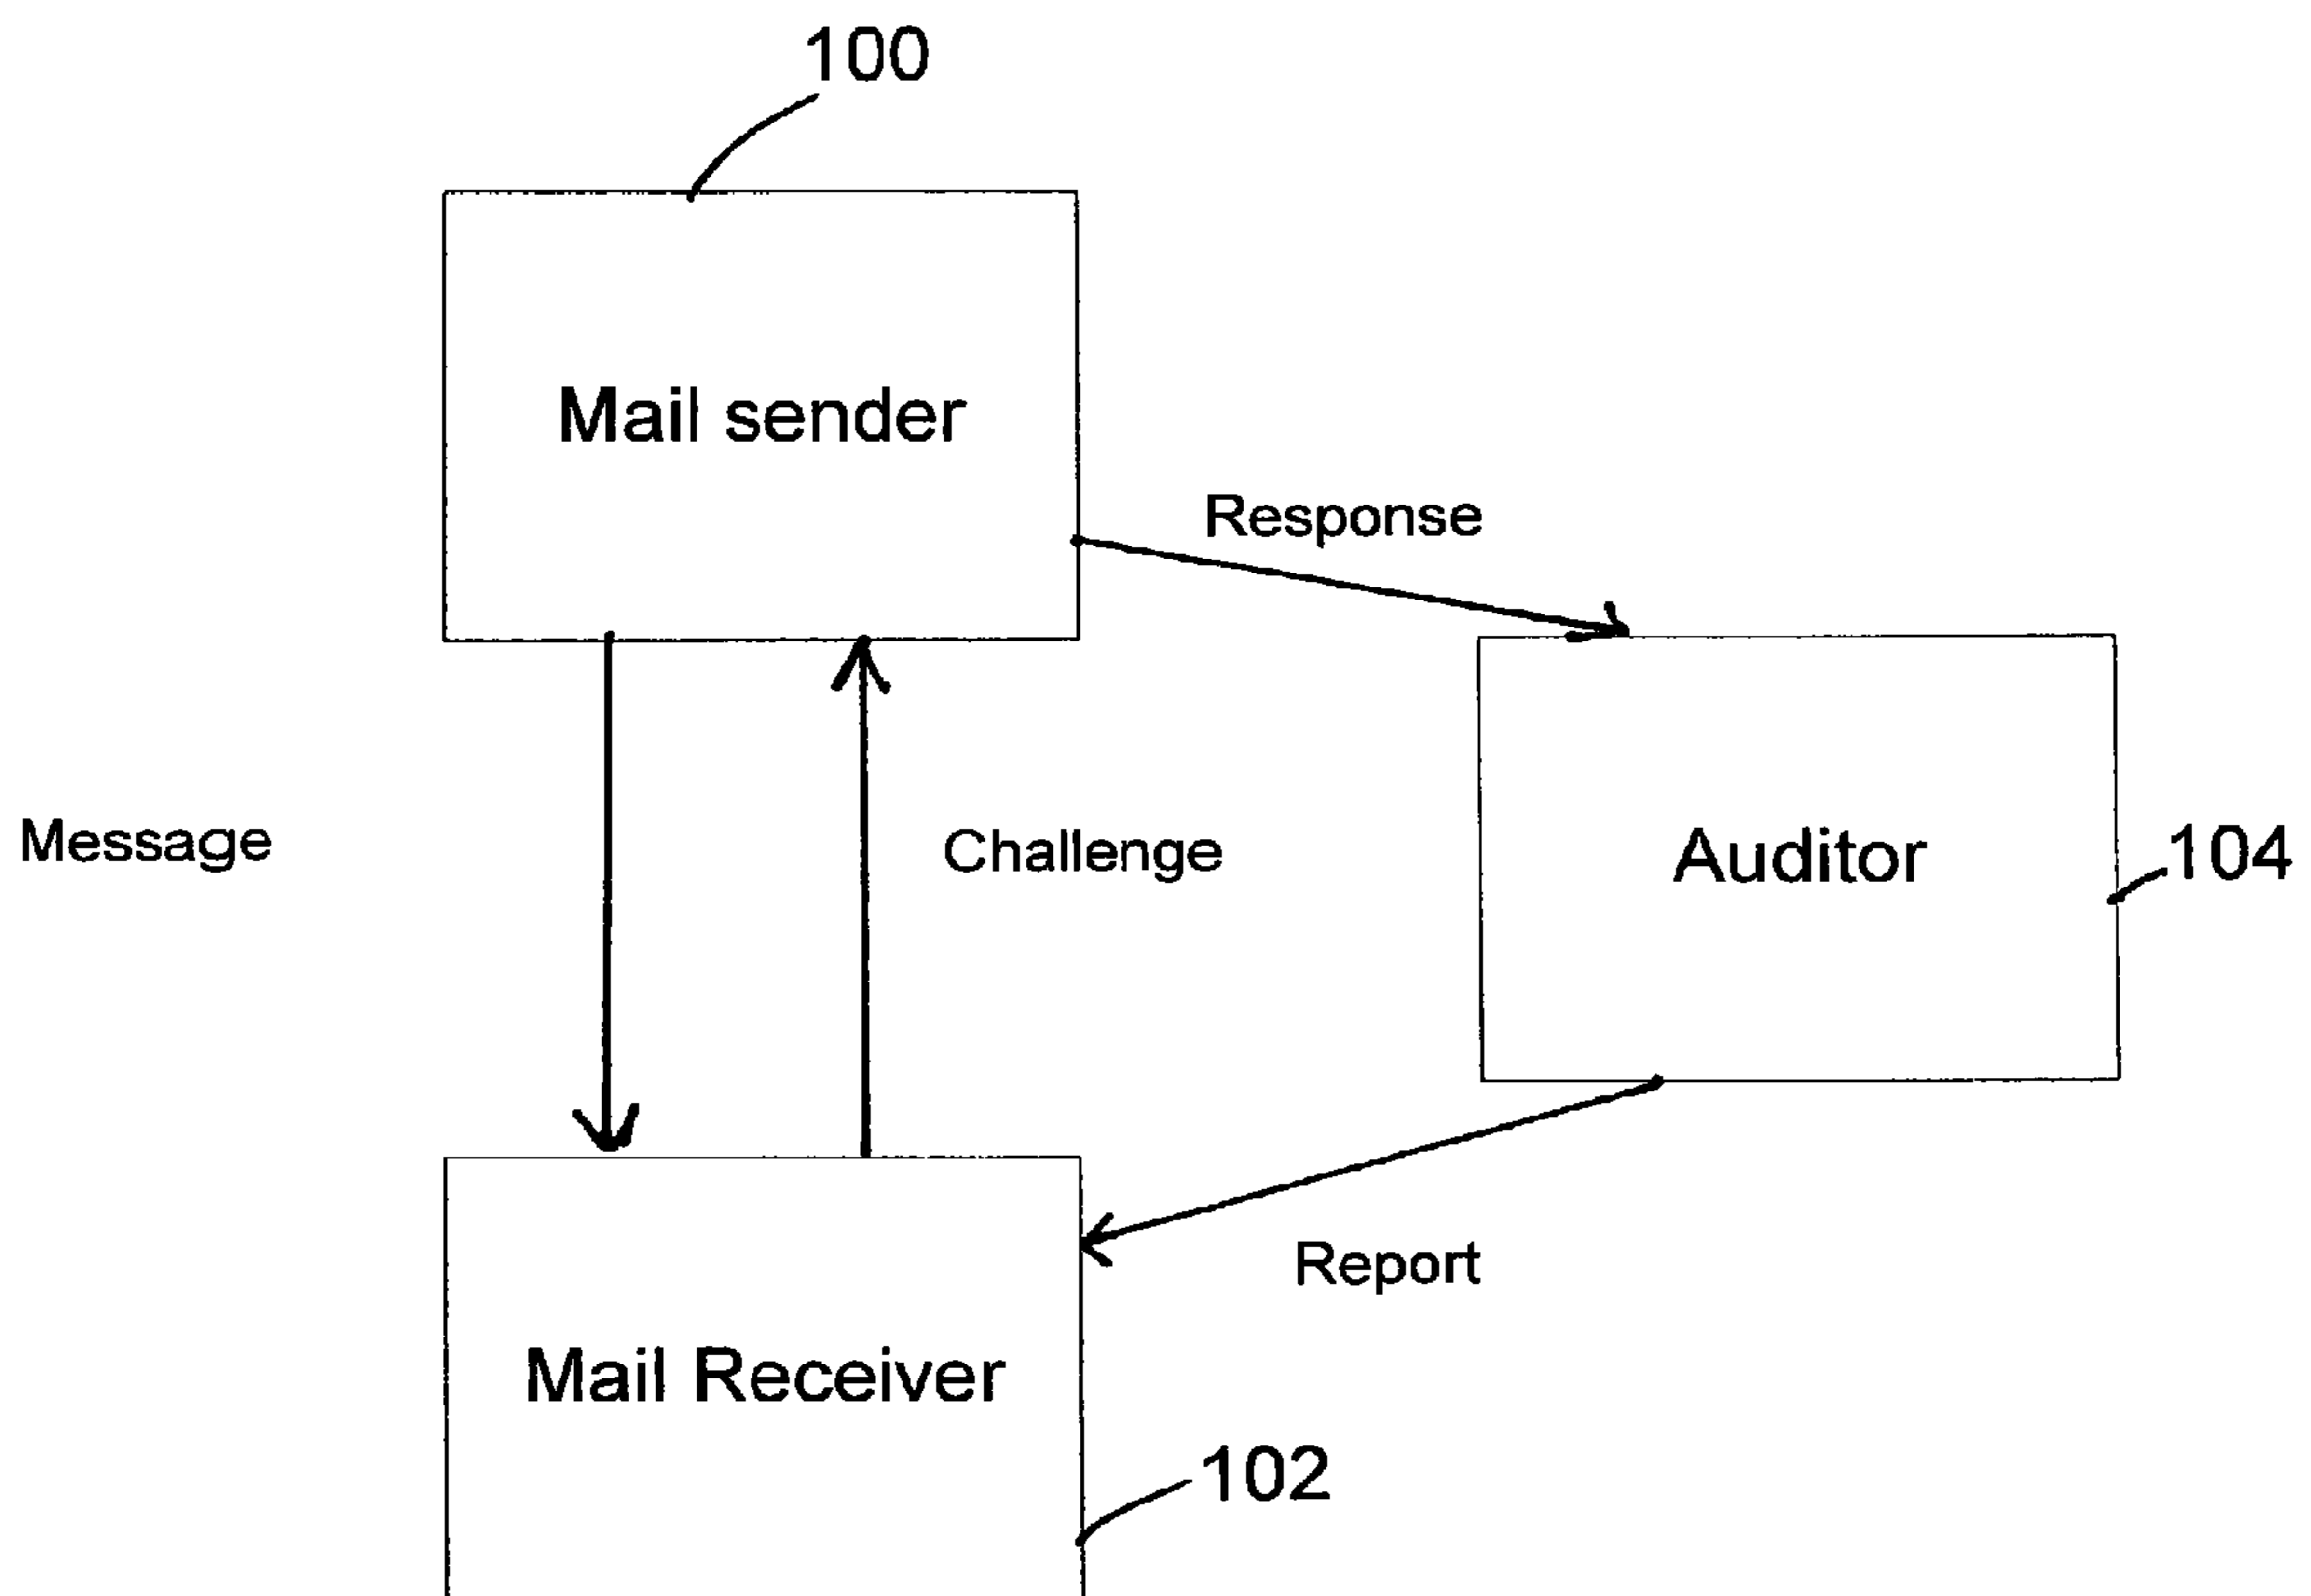 100
Mail sender
Response
Message
Challenge
Auditor
104
Report
Mail Receiver
102